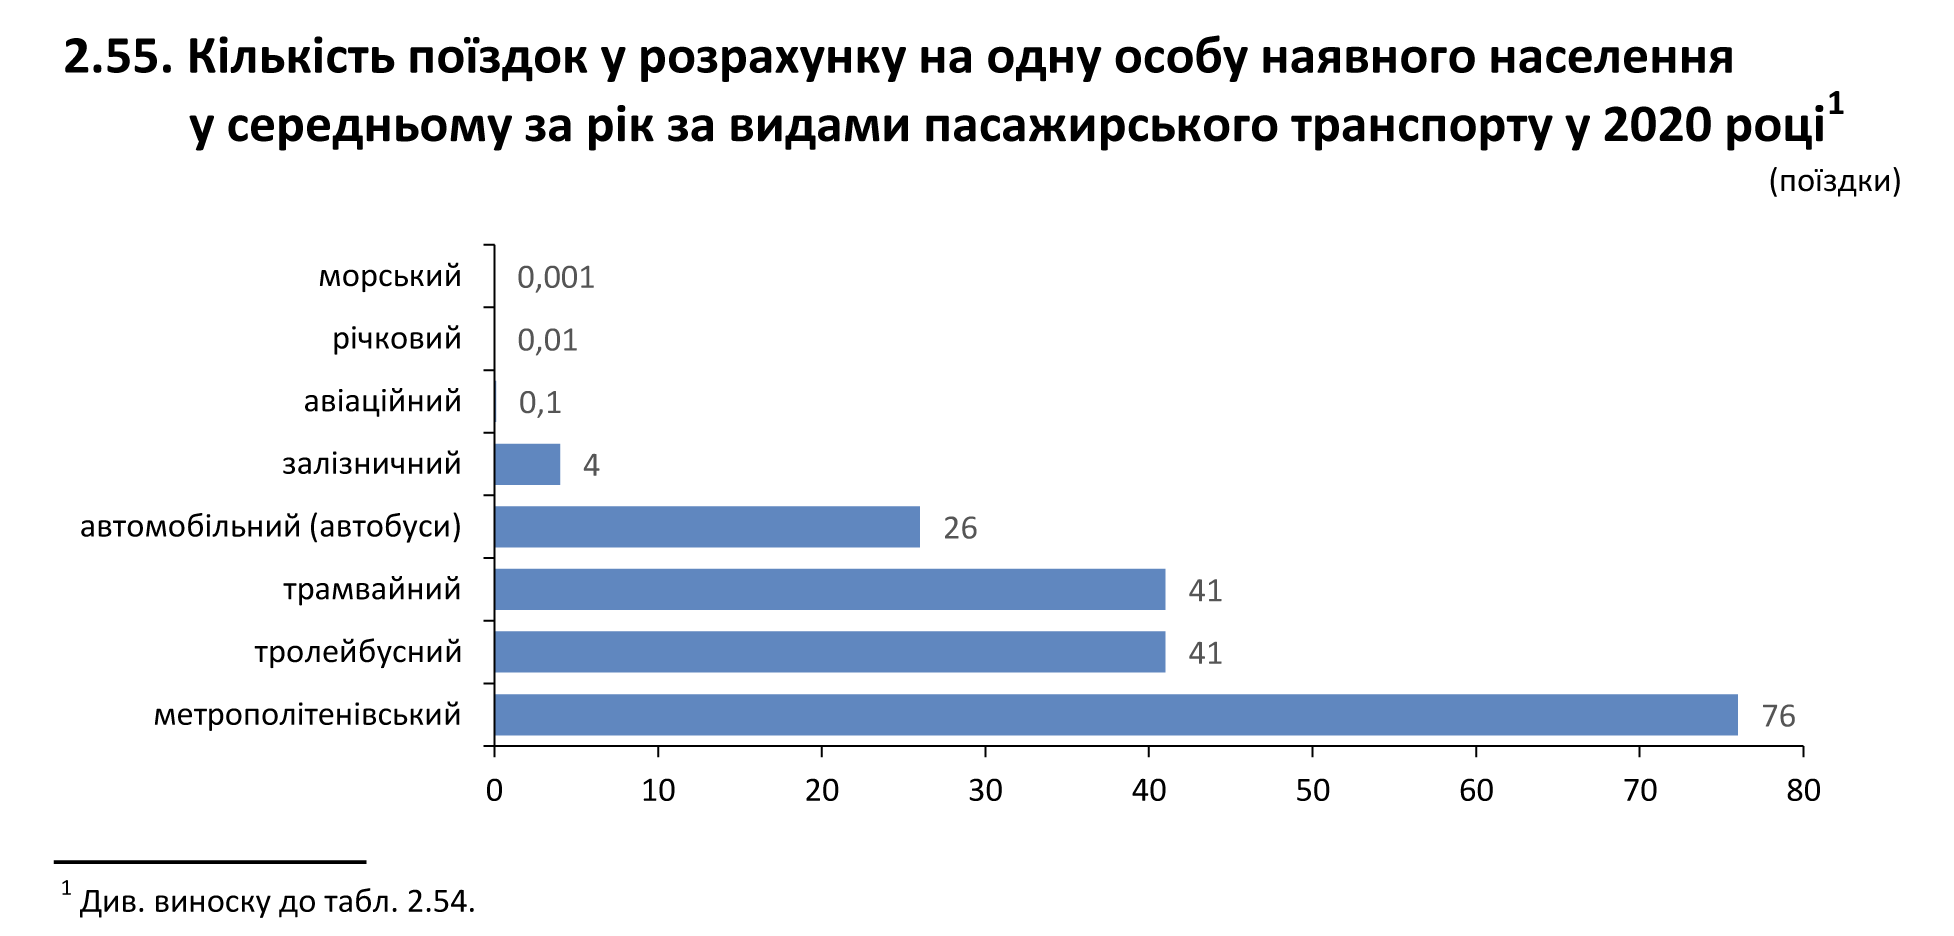 2.55. Кількість поїздок у розрахунку на одну особу наявного населення
у середньому за рік за видами пасажирського транспорту у 2020 році¹
(поїздки)
морський 0,001
річковий 0,01
авіаційний 0,1
залізничний 4
автомобільний (автобуси) 26
трамвайний 41
тролейбусний 41
метрополітенівський 76
0 10 20 30 40 50 60 70 80
¹ Див. виноску до табл. 2.54.